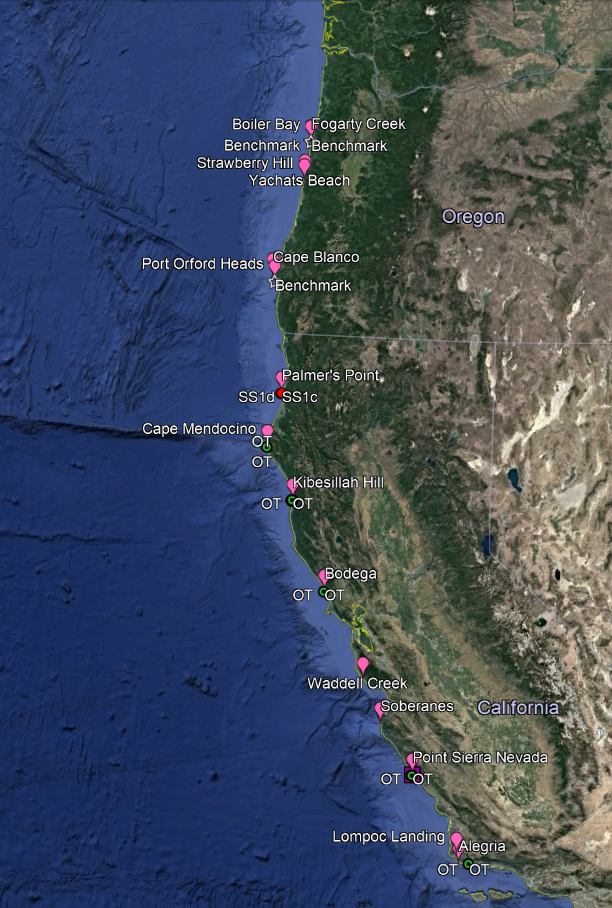 Boiler Bay Fogarty Creek
Benchmark Benchmark
Strawberry Hill
Yachats Beach
Oregon
Cape Blanco
Port Orford Heads
Benchmark
Palmer's Point
SS1d SS1c
Cape Mendocino
OT
OT
Kibesillah Hill
OT OT
Bodega
OT OT
Waddell Creek
Soberanes
California
Point Sierra Nevada
OT OT
Lompoc Landing
Alegria
OT OT